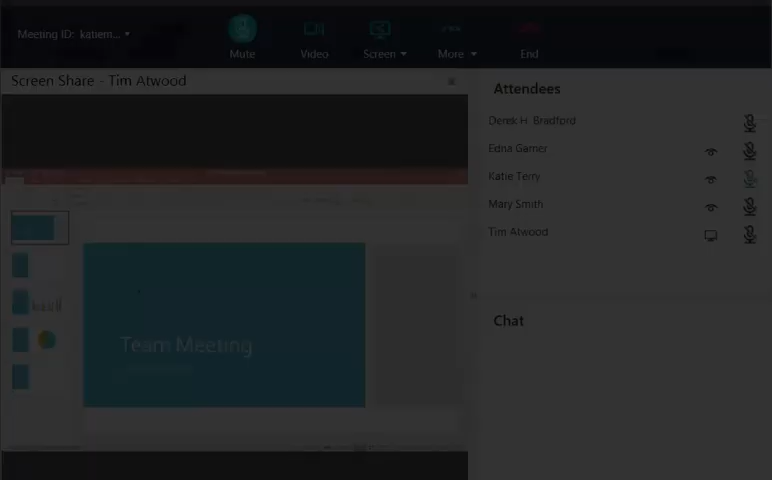 Meeting ID: katiem...
Mute
Video
Screen
More
End
Screen Share - Tim Atwood
Attendees
Derek H. Bradford
Edna Garner
Katie Terry
Mary Smith
Tim Atwood
Team Meeting
Chat